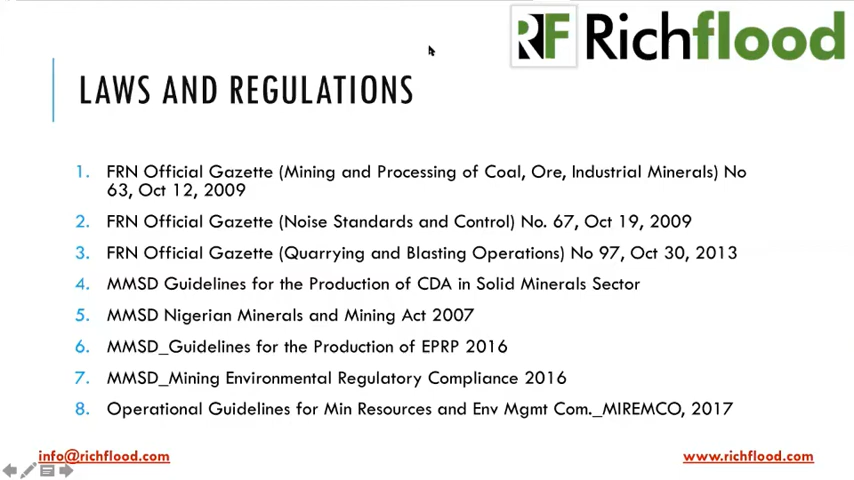 RF Richflood
LAWS AND REGULATIONS
1. FRN Official Gazette (Mining and Processing of Coal, Ore, Industrial Minerals) No
63, Oct 12, 2009
2. FRN Official Gazette (Noise Standards and Control) No. 67, Oct 19, 2009
3. FRN Official Gazette (Quarrying and Blasting Operations) No 97, Oct 30, 2013
4. MMSD Guidelines for the Production of CDA in Solid Minerals Sector
5. MMSD Nigerian Minerals and Mining Act 2007
6. MMSD_Guidelines for the Production of EPRP 2016
7. MMSD_Mining Environmental Regulatory Compliance 2016
8. Operational Guidelines for Min Resources and Env Mgmt Com._MIREMCO, 2017
info@richflood.com
www.richflood.com